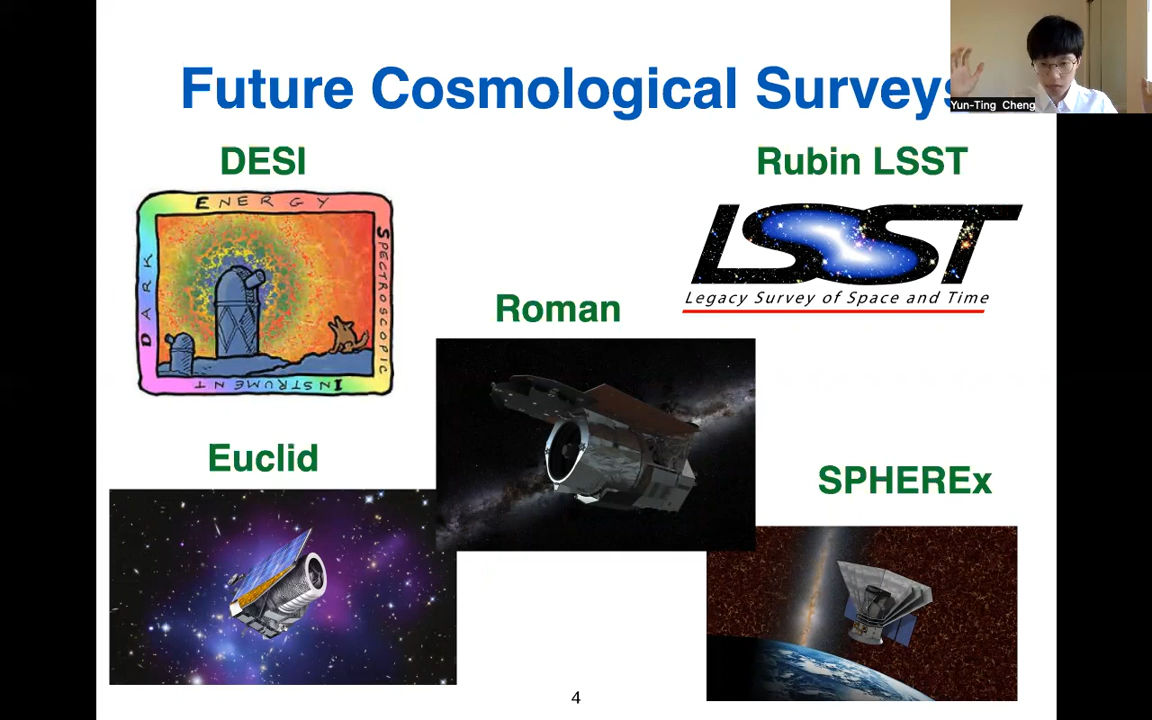 Future Cosmological Surveys
Yun-Ting Cheng
DESI
ENERGY
DARK
SPECTROSCOPIC
INSTRUMENT
Rubin LSST
LSST
Legacy Survey of Space and Time
Roman
Euclid
SPHEREx
4